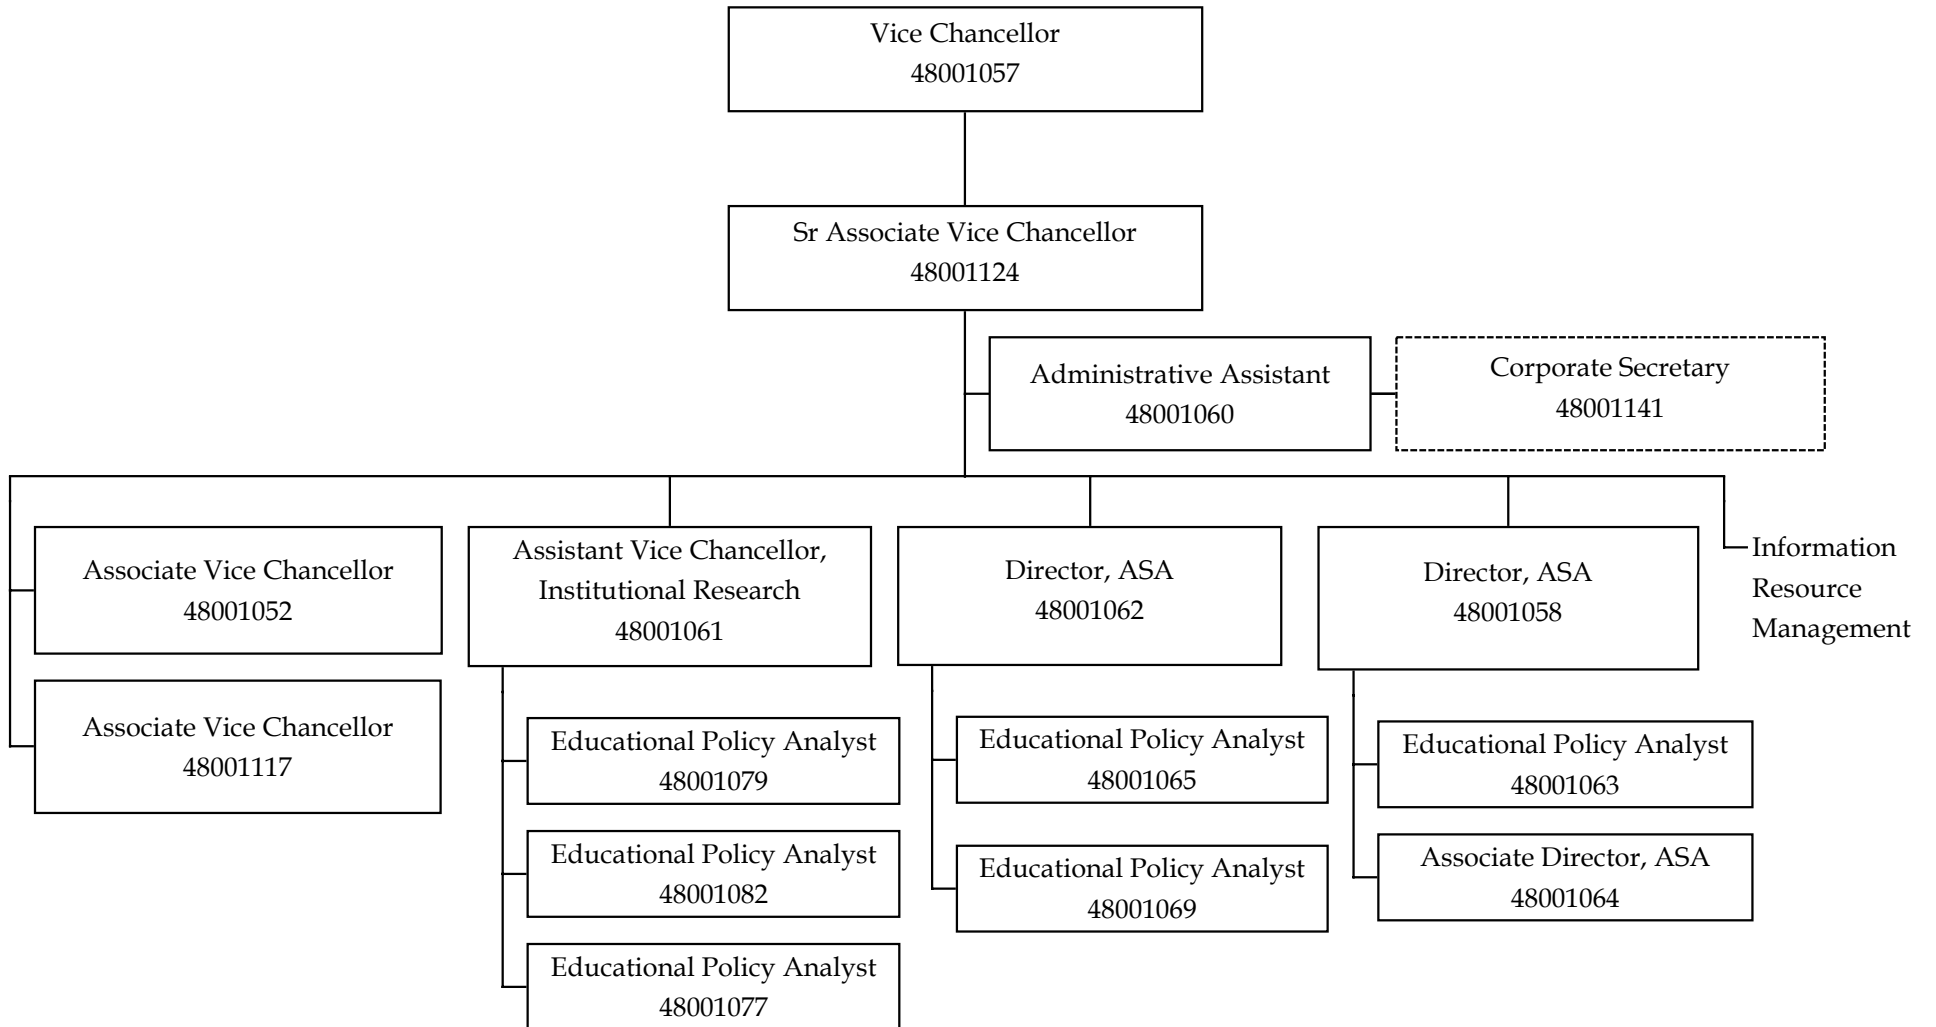 Vice Chancellor
48001057
Sr Associate Vice Chancellor
48001124
Administrative Assistant
48001060
Corporate Secretary
48001141
Associate Vice Chancellor
48001052
Associate Vice Chancellor
48001117
Assistant Vice Chancellor,
Institutional Research
48001061
Educational Policy Analyst
48001079
Educational Policy Analyst
48001082
Educational Policy Analyst
48001077
Director, ASA
48001062
Educational Policy Analyst
48001065
Educational Policy Analyst
48001069
Director, ASA
48001058
Educational Policy Analyst
48001063
Associate Director, ASA
48001064
Information
Resource
Management